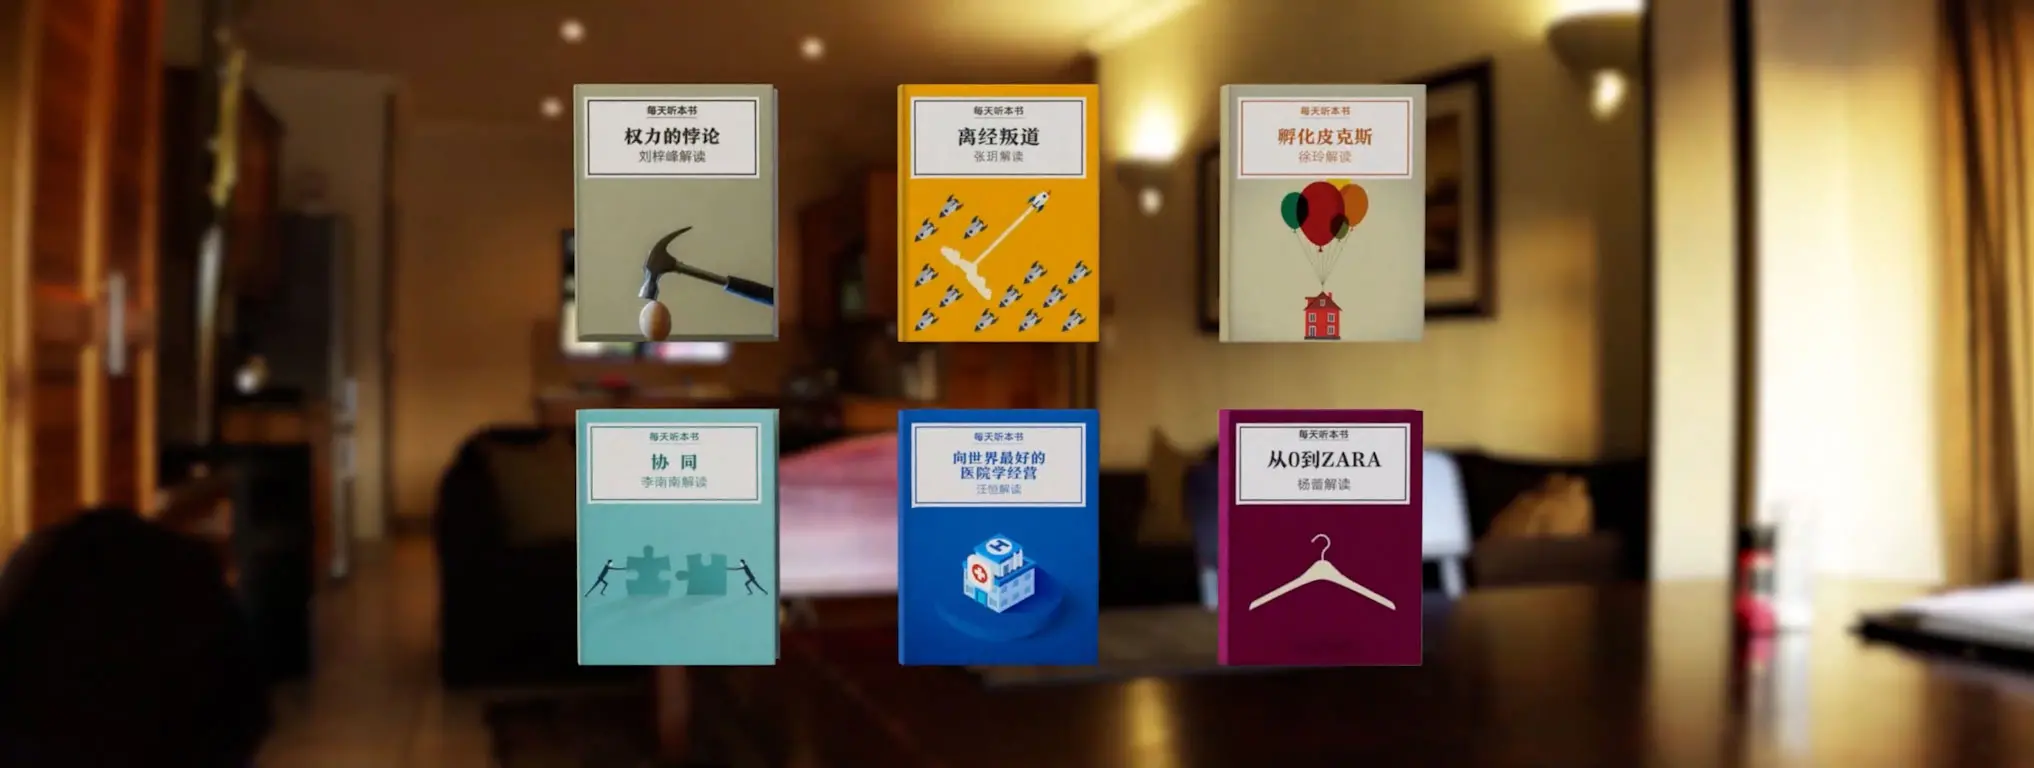 每天听本书
权力的悖论
刘梓峰解读
每天听本书
离经叛道
张玥解读
每天听本书
孵化皮克斯
徐玲解读
每天听本书
协 同
李南南解读
每天听本书
向世界最好的
医院学经营
汪恒解读
每天听本书
从0到ZARA
杨蕾解读